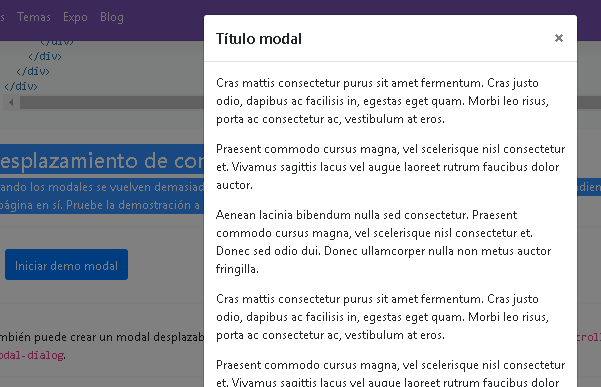 Temas Expo Blog
</div>
</div>
</div>
</div>
Título modal ×
Cras mattis consectetur purus sit amet fermentum. Cras justo
odio, dapibus ac facilisis in, egestas eget quam. Morbi leo risus,
porta ac consectetur ac, vestibulum at eros.
Praesent commodo cursus magna, vel scelerisque nisl consectetur
et. Vivamus sagittis lacus vel augue laoreet rutrum faucibus dolor
auctor.
Aenean lacinia bibendum nulla sed consectetur. Praesent
commodo cursus magna, vel scelerisque nisl consectetur et.
Donec sed odio dui. Donec ullamcorper nulla non metus auctor
fringilla.
Cras mattis consectetur purus sit amet fermentum. Cras justo
odio, dapibus ac facilisis in, egestas eget quam. Morbi leo risus,
porta ac consectetur ac, vestibulum at eros.
Praesent commodo cursus magna, vel scelerisque nisl consectetur
et. Vivamus sagittis lacus vel augue laoreet rutrum faucibus dolor
esplazamiento de con
ando los modales se vuelven demasiad
página en sí. Pruebe la demostración a
Iniciar demo modal
mbién puede crear un modal desplazab
odal-dialog.